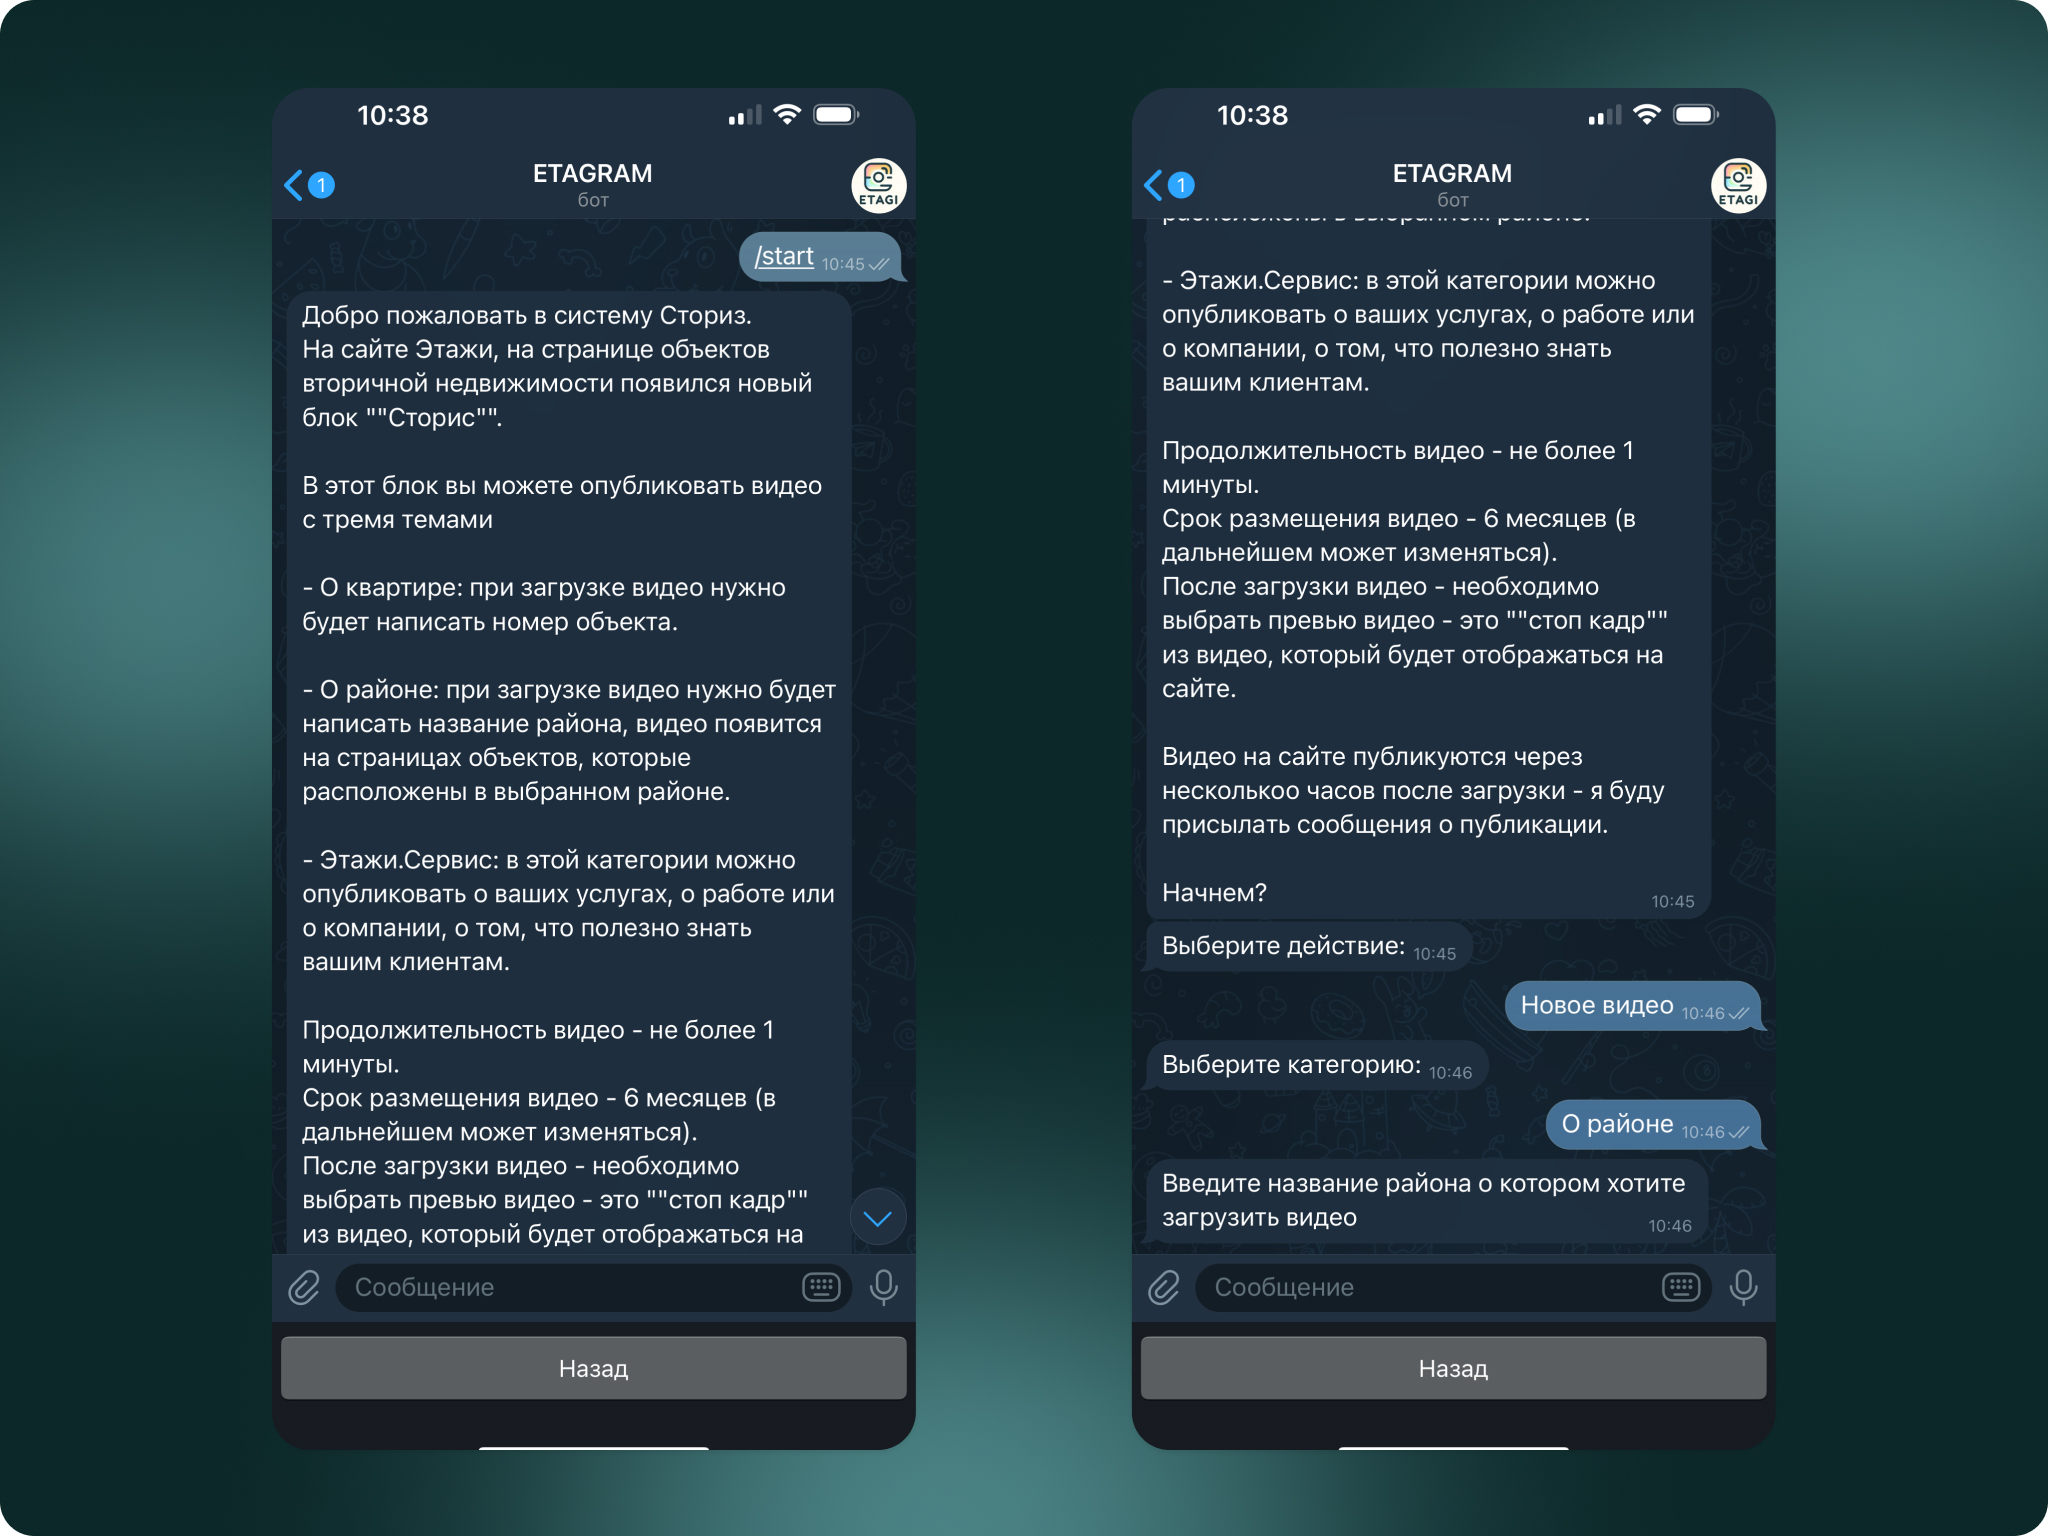 10:38
1
ETAGRAM
бот
ETAGI
/start 10:45
Добро пожаловать в систему Сториз.
На сайте Этажи, на странице объектов
вторичной недвижимости появился новый
блок ""Сторис"".
В этот блок вы можете опубликовать видео
с тремя темами
- О квартире: при загрузке видео нужно
будет написать номер объекта.
- О районе: при загрузке видео нужно будет
написать название района, видео появится
на страницах объектов, которые
расположены в выбранном районе.
- Этажи.Сервис: в этой категории можно
опубликовать о ваших услугах, о работе или
о компании, о том, что полезно знать
вашим клиентам.
Продолжительность видео - не более 1
минуты.
Срок размещения видео - 6 месяцев (в
дальнейшем может изменяться).
После загрузки видео - необходимо
выбрать превью видео - это ""стоп кадр""
из видео, который будет отображаться на
Сообщение
Назад
10:38
1
ETAGRAM
бот
ETAGI
расположены в выбранном районе.
- Этажи.Сервис: в этой категории можно
опубликовать о ваших услугах, о работе или
о компании, о том, что полезно знать
вашим клиентам.
Продолжительность видео - не более 1
минуты.
Срок размещения видео - 6 месяцев (в
дальнейшем может изменяться).
После загрузки видео - необходимо
выбрать превью видео - это ""стоп кадр""
из видео, который будет отображаться на
сайте.
Видео на сайте публикуются через
несколькоо часов после загрузки - я буду
присылать сообщения о публикации.
Начнем? 10:45
Выберите действие: 10:45
Новое видео 10:46
Выберите категорию: 10:46
О районе 10:46
Введите название района о котором хотите
загрузить видео 10:46
Сообщение
Назад